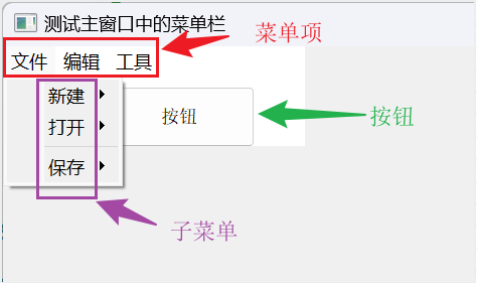 测试主窗口中的菜单栏
菜单项
文件 编辑 工具
新建
打开
保存
按钮
按钮
子菜单